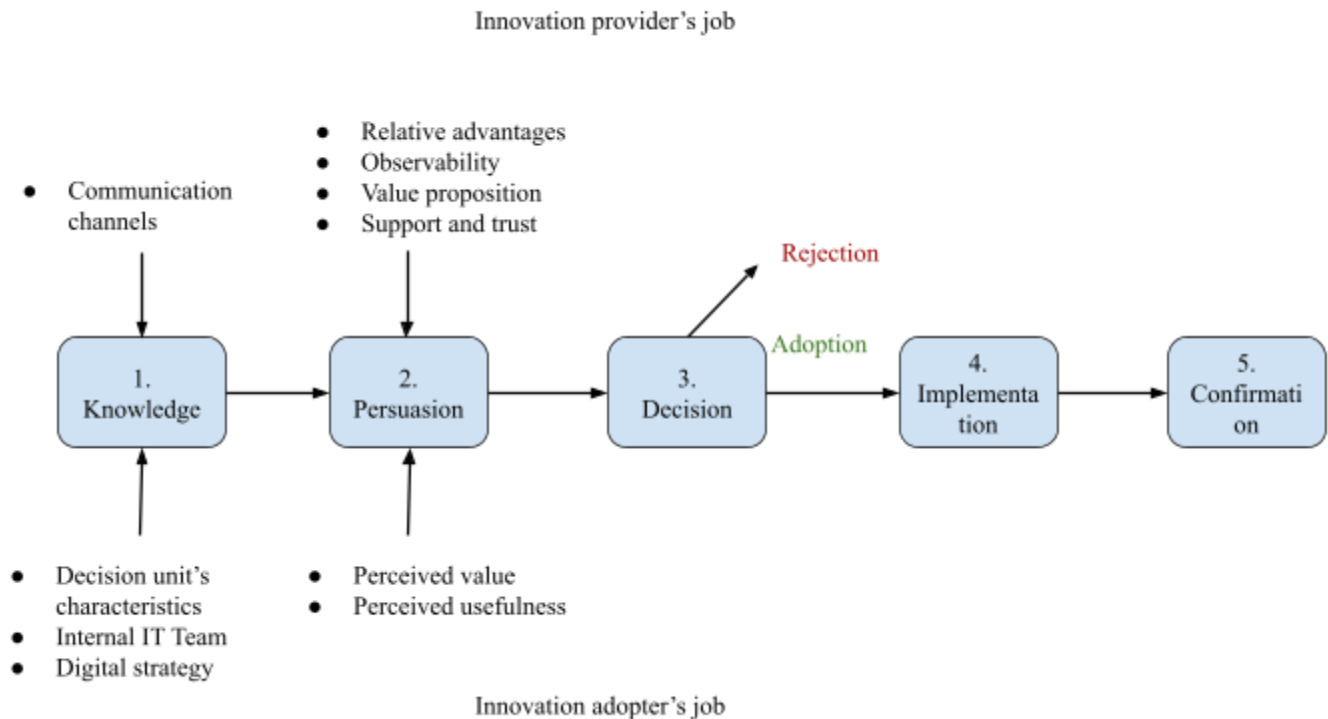 Innovation provider's job
● Relative advantages
● Observability
● Value proposition
● Support and trust
● Communication
channels
Rejection
Adoption
1.
Knowledge
2.
Persuasion
3.
Decision
4.
Implementa
tion
5.
Confirmati
on
● Decision unit's
characteristics
● Internal IT Team
● Digital strategy
● Perceived value
● Perceived usefulness
Innovation adopter's job